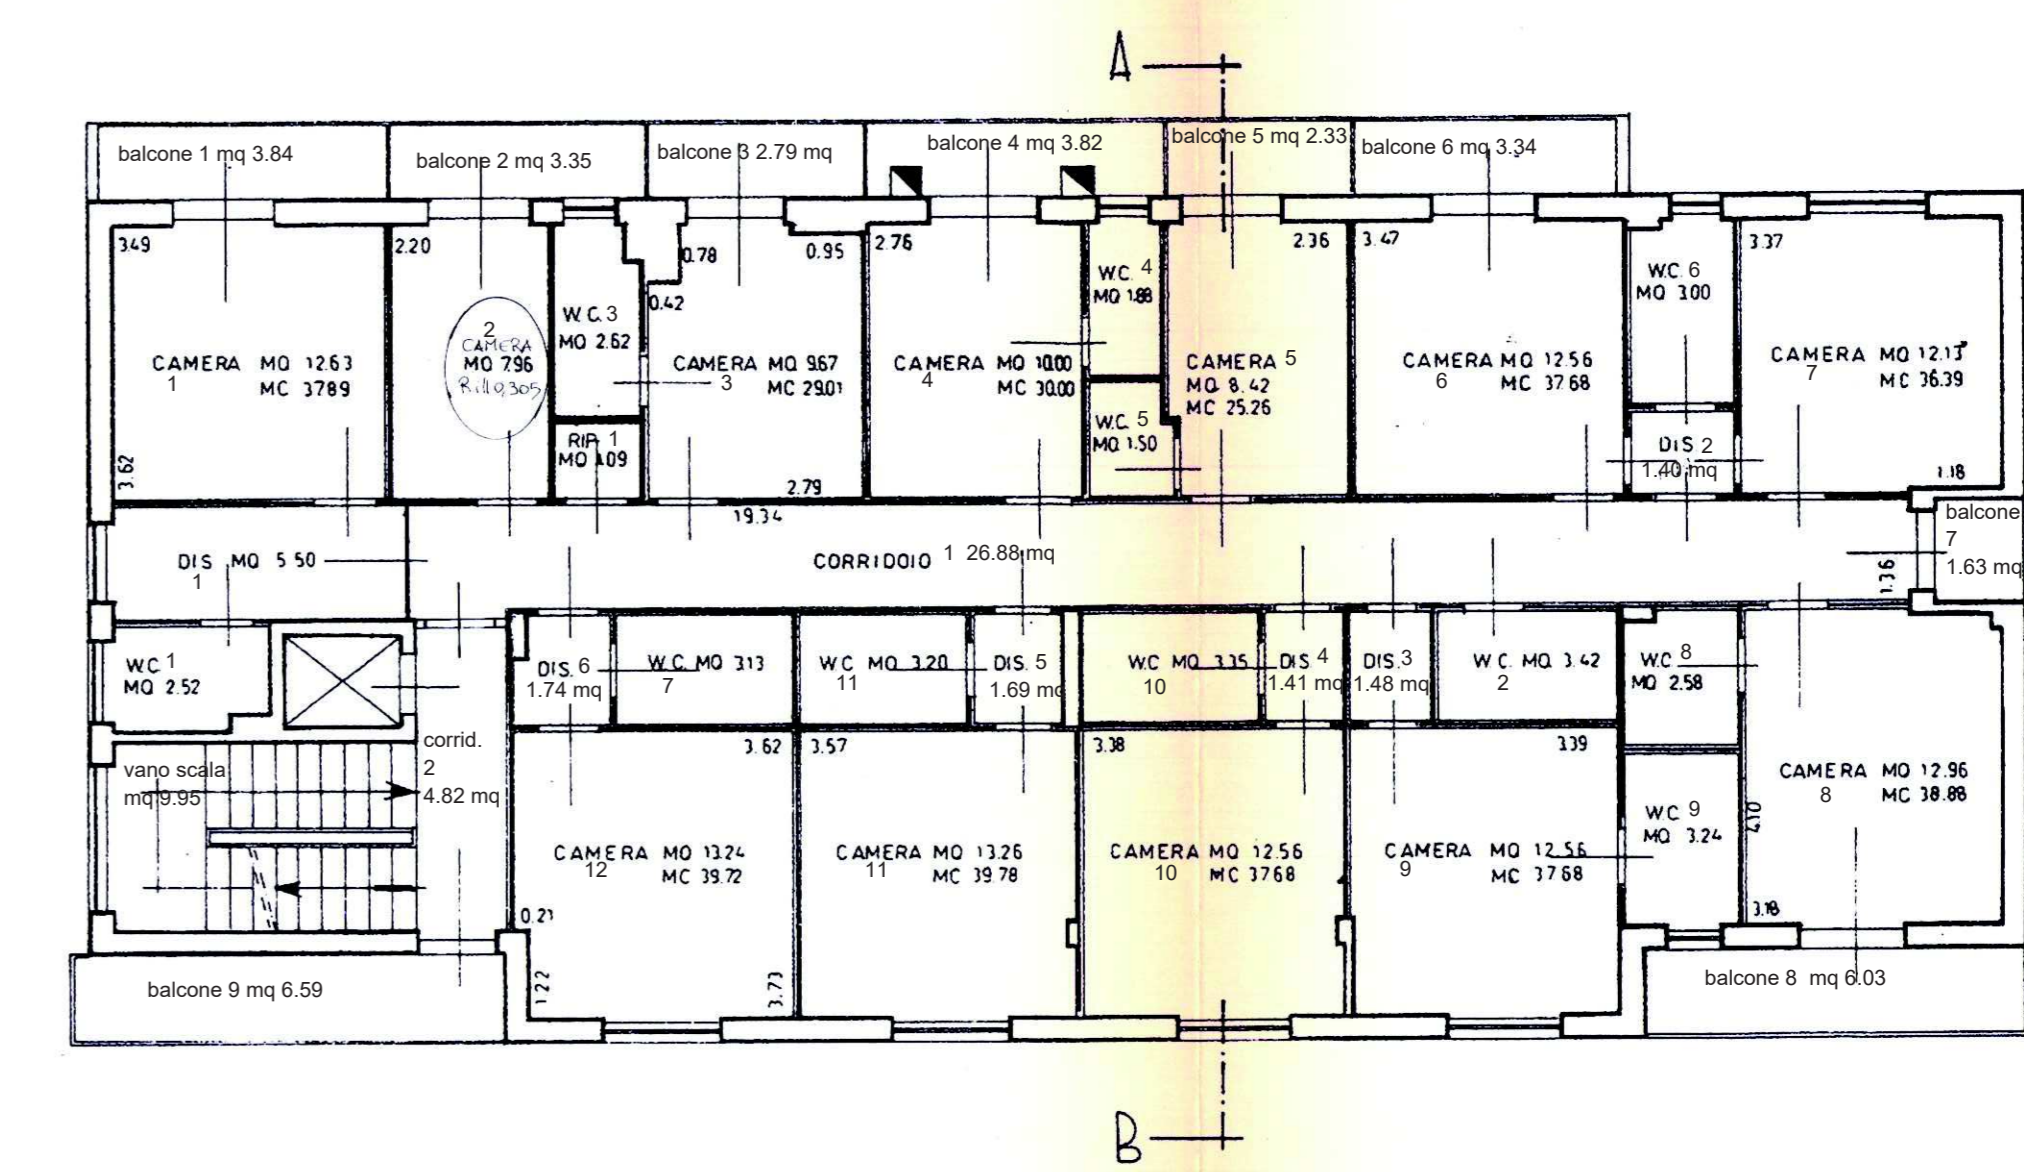 A
balcone 1 mq 3.84
balcone 2 mq 3.35
balcone 3 2.79 mq
balcone 4 mq 3.82
balcone 5 mq 2.33
balcone 6 mq 3.34
3.49
2.20
0.78
0.95
2.76
2.36
3.47
3.37
0.42
CAMERA MQ 12.63
1 MC 37.89
3.62
2
CAMERA
MQ 7.96
W.C. 3
MQ 2.62
RIP. 1
MQ 1.09
CAMERA MQ 9.67
3 MC 29.01
2.79
CAMERA MQ 10.00
4 MC 30.00
W.C. 4
MQ 1.88
W.C. 5
MQ 1.50
CAMERA 5
MQ 8.42
MC 25.26
CAMERA MQ 12.56
6 MC 37.68
W.C. 6
MQ 3.00
DIS 2
1.40 mq
CAMERA MQ 12.13
7 MC 36.39
1.18
19.34
DIS MQ 5.50
1
CORRIDOIO 1 26.88 mq
1.36
balcone
7
1.63 mq
W.C 1
MQ 2.52
DIS. 6
1.74 mq
W.C. MQ 3.13
7
W.C MQ 3.20
11
DIS. 5
1.69 mq
W.C MQ 3.35
10
DIS 4
1.41 mq
DIS. 3
1.48 mq
W.C. MQ 3.42
2
W.C 8
MQ 2.58
vano scala
mq 9.95
corrid.
2
4.82 mq
3.62
3.57
3.38
3.39
CAMERA MQ 13.24
12 MC 39.72
CAMERA MQ 13.26
11 MC 39.78
CAMERA MQ 12.56
10 MC 37.68
CAMERA MQ 12.56
9 MC 37.68
W.C 9
MQ 3.24
CAMERA MQ 12.96
8 MC 38.88
4.10
3.18
0.21
1.22
3.73
balcone 9 mq 6.59
balcone 8 mq 6.03
B